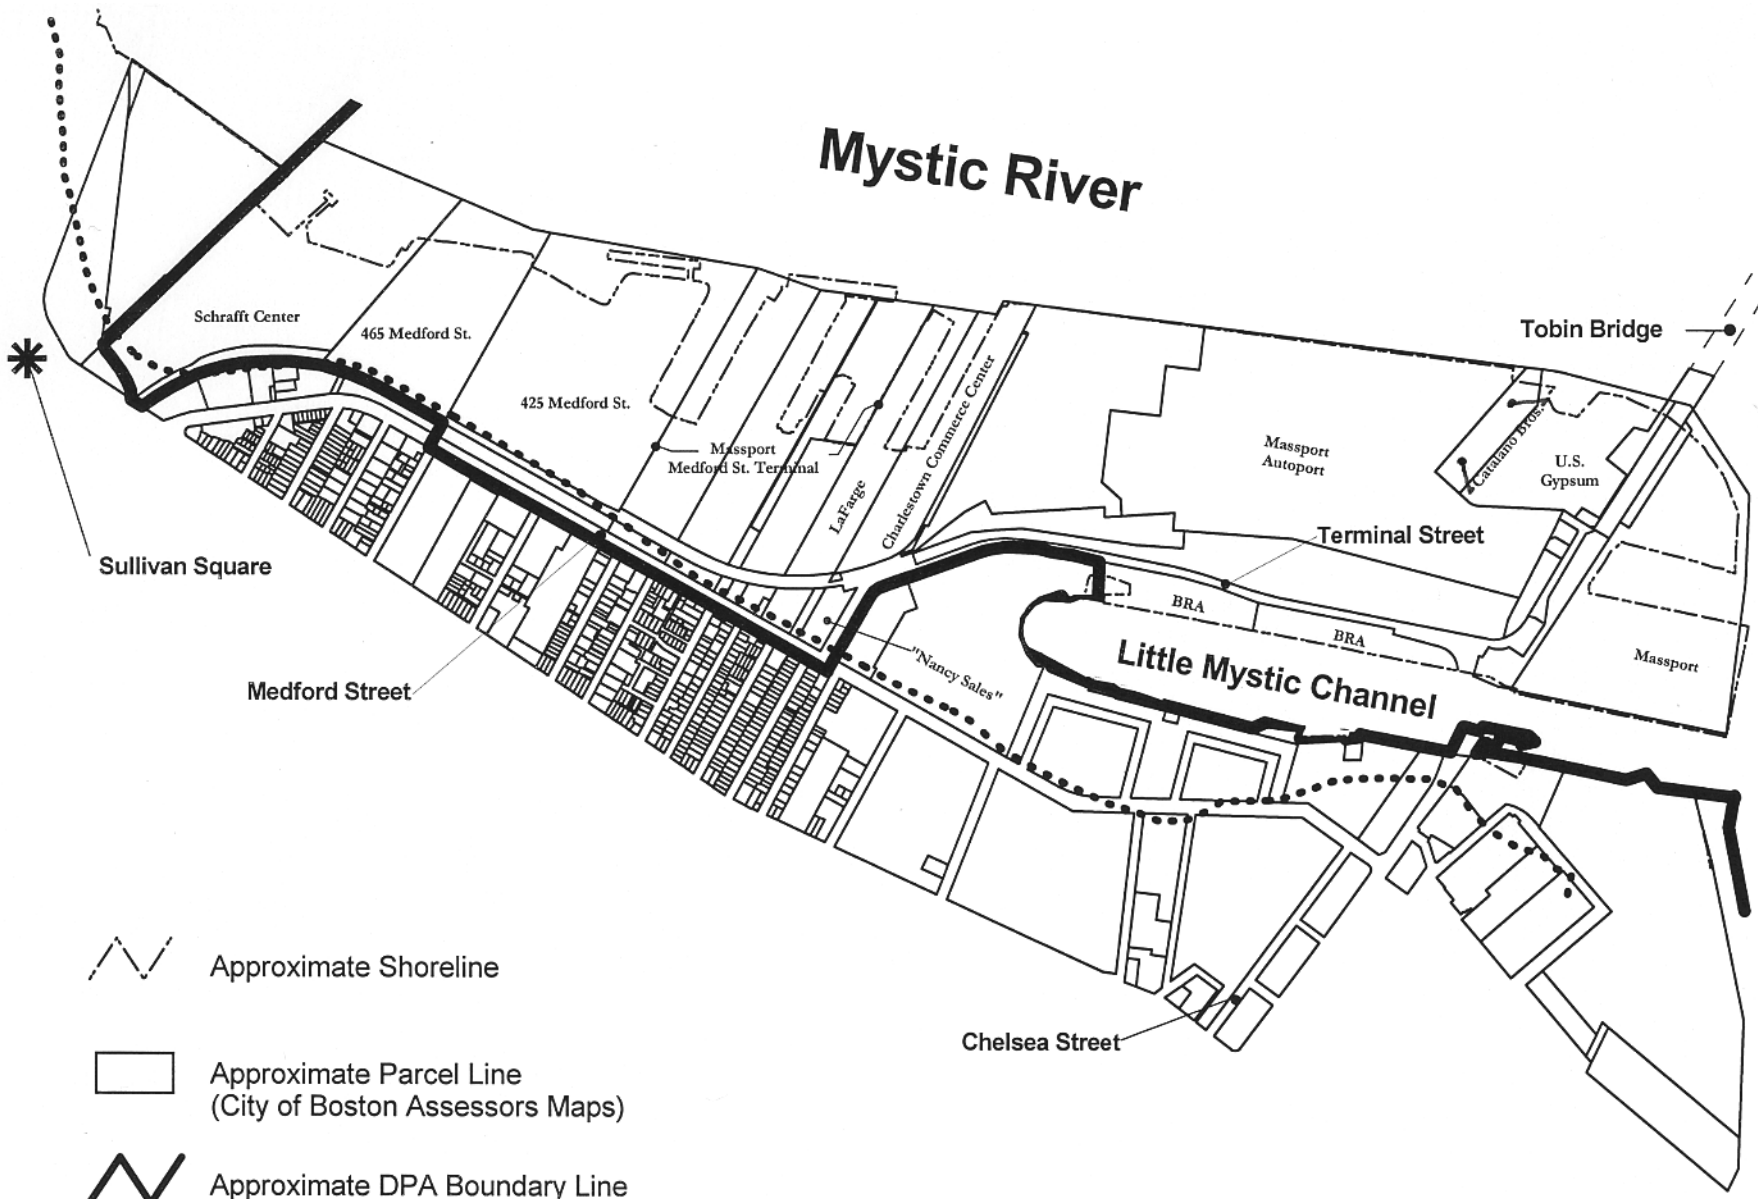 Mystic River
Tobin Bridge
Schrafft Center
465 Medford St.
425 Medford St.
Massport
Medford St. Terminal
LaFarge
Charlestown Commerce Center
Massport
Autoport
Catalano Bros.
U.S.
Gypsum
Terminal Street
Sullivan Square
BRA
BRA
Massport
Little Mystic Channel
"Nancy Sales"
Medford Street
Chelsea Street
Approximate Shoreline
Approximate Parcel Line
(City of Boston Assessors Maps)
Approximate DPA Boundary Line